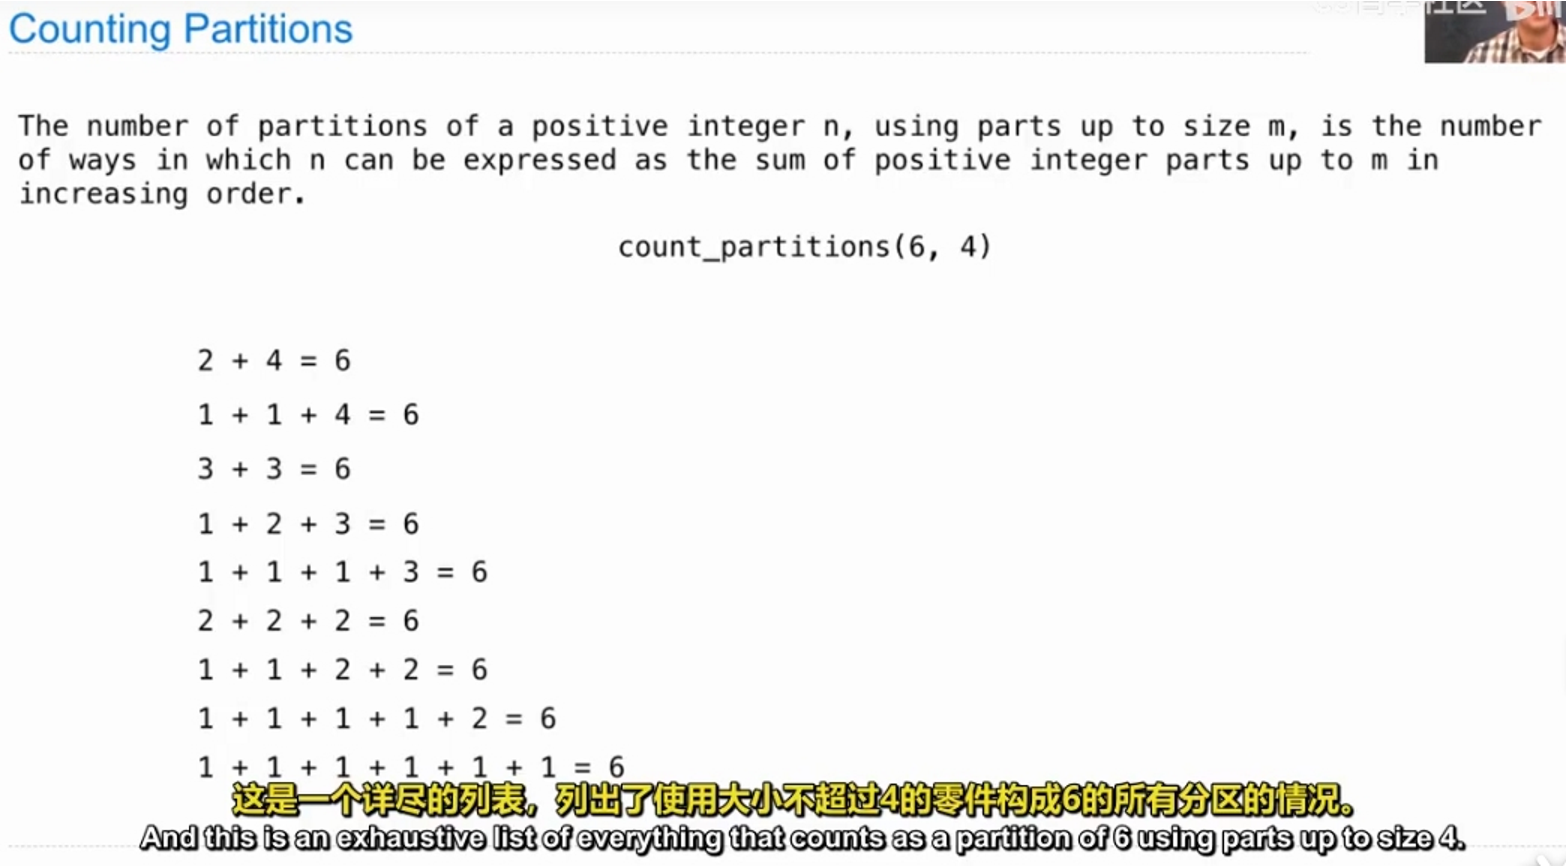 Counting Partitions
The number of partitions of a positive integer n, using parts up to size m, is the number
of ways in which n can be expressed as the sum of positive integer parts up to m in
increasing order.
count_partitions(6, 4)
2 + 4 = 6
1 + 1 + 4 = 6
3 + 3 = 6
1 + 2 + 3 = 6
1 + 1 + 1 + 3 = 6
2 + 2 + 2 = 6
1 + 1 + 2 + 2 = 6
1 + 1 + 1 + 1 + 2 = 6
1 + 1 + 1 + 1 + 1 + 1 = 6
这是一个详尽的列表，列出了使用大小不超过4的零件构成6的所有分区的情况。
And this is an exhaustive list of everything that counts as a partition of 6 using parts up to size 4.